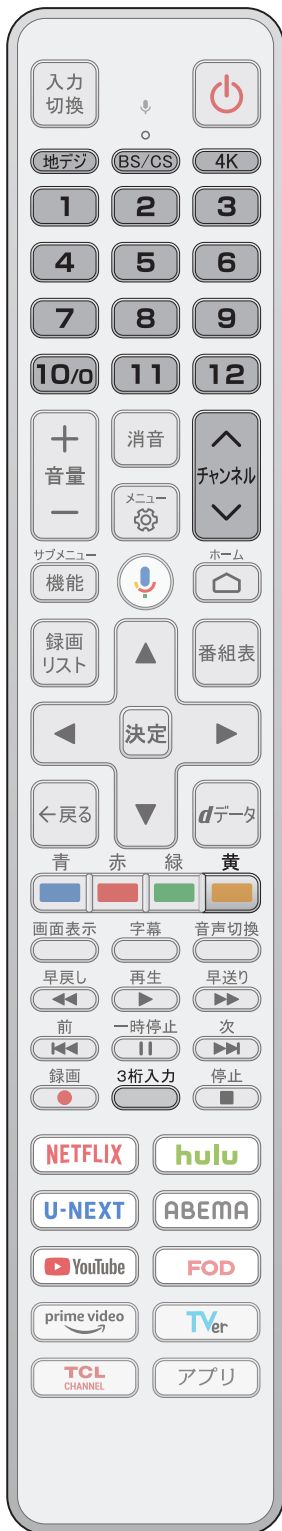 入力
切換
地デジ BS/CS 4K
1 2 3
4 5 6
7 8 9
10/0 11 12
+
音量
−
消音
チャンネル
メニュー
サブメニュー
機能
ホーム
録画
リスト
番組表
決定
←戻る
dデータ
青 赤 緑 黄
画面表示 字幕 音声切換
早戻し 再生 早送り
前 一時停止 次
録画 3桁入力 停止
NETFLIX hulu
U-NEXT ABEMA
YouTube FOD
prime video TVer
TCL
CHANNEL
アプリ